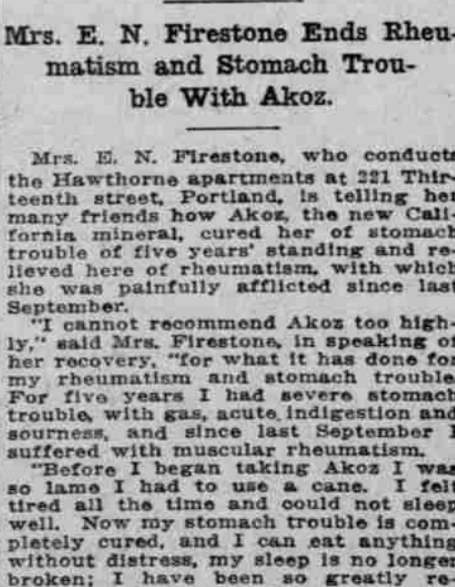 Mrs. E. N. Firestone Ends Rheu-
matism and Stomach Trou-
ble With Akoz.
Mrs. E. N. Firestone, who conducts
the Hawthorne apartments at 221 Thir-
teenth street, Portland, is telling her
many friends how Akoz, the new Cali-
fornia mineral, cured her of stomach
trouble of five years' standing and re-
lieved here of rheumatism, with which
she was painfully afflicted since last
September.
"I cannot recommend Akoz too high-
ly," said Mrs. Firestone, in speaking of
her recovery, "for what it has done for
my rheumatism and stomach trouble.
For five years I had severe stomach
trouble, with gas, acute indigestion and
sourness, and since last September I
suffered with muscular rheumatism.
"Before I began taking Akoz I was
so lame I had to use a cane. I felt
tired all the time and could not sleep
well. Now my stomach trouble is com-
pletely cured, and I can eat anything
without distress, my sleep is no longer
broken; I have been so greatly re-